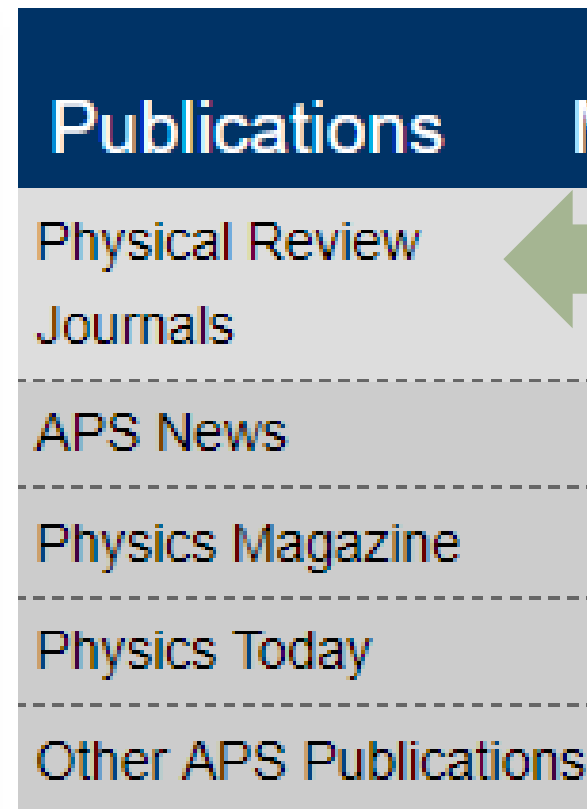 Publications
Physical Review
Journals
APS News
Physics Magazine
Physics Today
Other APS Publications